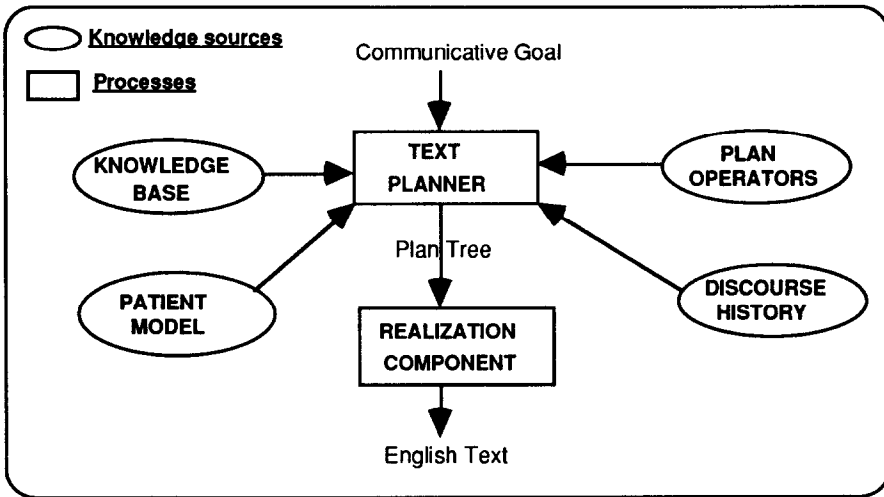 Knowledge sources
Processes
Communicative Goal
KNOWLEDGE
BASE
TEXT
PLANNER
PLAN
OPERATORS
Plan Tree
PATIENT
MODEL
DISCOURSE
HISTORY
REALIZATION
COMPONENT
English Text